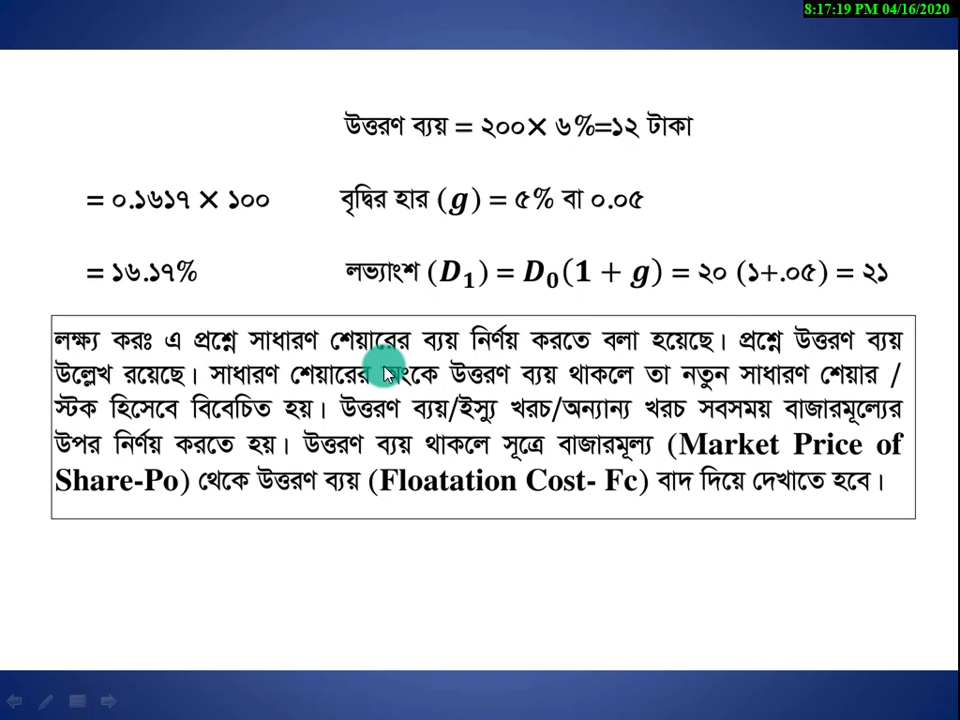 8:17:19 PM 04/16/2020
উত্তরণ ব্যয় = ২০০× ৬%=১২ টাকা
= ০.১৬১৭ × ১০০ বৃদ্ধির হার (g) = ৫% বা ০.০৫
= ১৬.১৭% লভ্যাংশ (D₁) = D₀(1 + g) = ২০ (১+.০৫) = ২১
লক্ষ্য করঃ এ প্রশ্নে সাধারণ শেয়ারের ব্যয় নির্ণয় করতে বলা হয়েছে। প্রশ্নে উত্তরণ ব্যয়
উল্লেখ রয়েছে। সাধারণ শেয়ারের উত্তরণ ব্যয় থাকলে তা নতুন সাধারণ শেয়ার /
স্টক হিসেবে বিবেচিত হয়। উত্তরণ ব্যয়/ইস্যু খরচ/অন্যান্য খরচ সবসময় বাজারমূল্যের
উপর নির্ণয় করতে হয়। উত্তরণ ব্যয় থাকলে সূত্রে বাজারমূল্য (Market Price of
Share-Po) থেকে উত্তরণ ব্যয় (Floatation Cost- Fc) বাদ দিয়ে দেখাতে হবে।